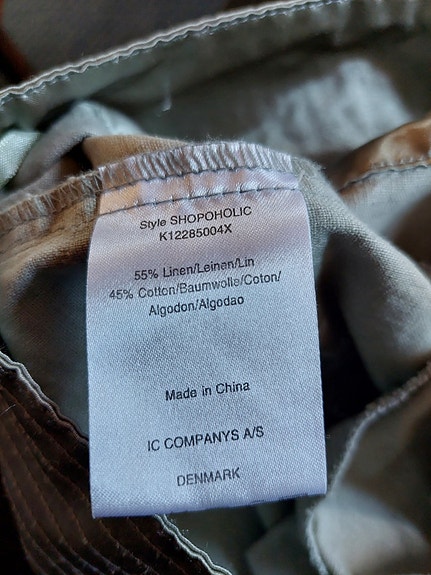 Style SHOPOHOLIC
K12285004X
55% Linen/Leinen/Lin
45% Cotton/Baumwolle/Coton/
Algodon/Algodao
Made in China
IC COMPANYS A/S
DENMARK